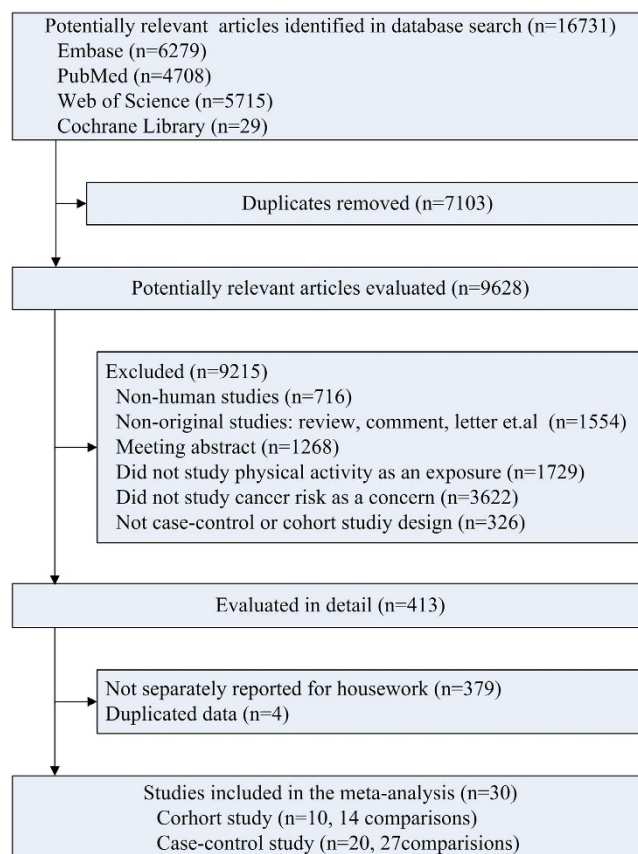 Potentially relevant articles identified in database search (n=16731)
Embase (n=6279)
PubMed (n=4708)
Web of Science (n=5715)
Cochrane Library (n=29)
Duplicates removed (n=7103)
Potentially relevant articles evaluated (n=9628)
Excluded (n=9215)
Non-human studies (n=716)
Non-original studies: review, comment, letter et.al (n=1554)
Meeting abstract (n=1268)
Did not study physical activity as an exposure (n=1729)
Did not study cancer risk as a concern (n=3622)
Not case-control or cohort studiy design (n=326)
Evaluated in detail (n=413)
Not separately reported for housework (n=379)
Duplicated data (n=4)
Studies included in the meta-analysis (n=30)
Corhort study (n=10, 14 comparisons)
Case-control study (n=20, 27comparisions)